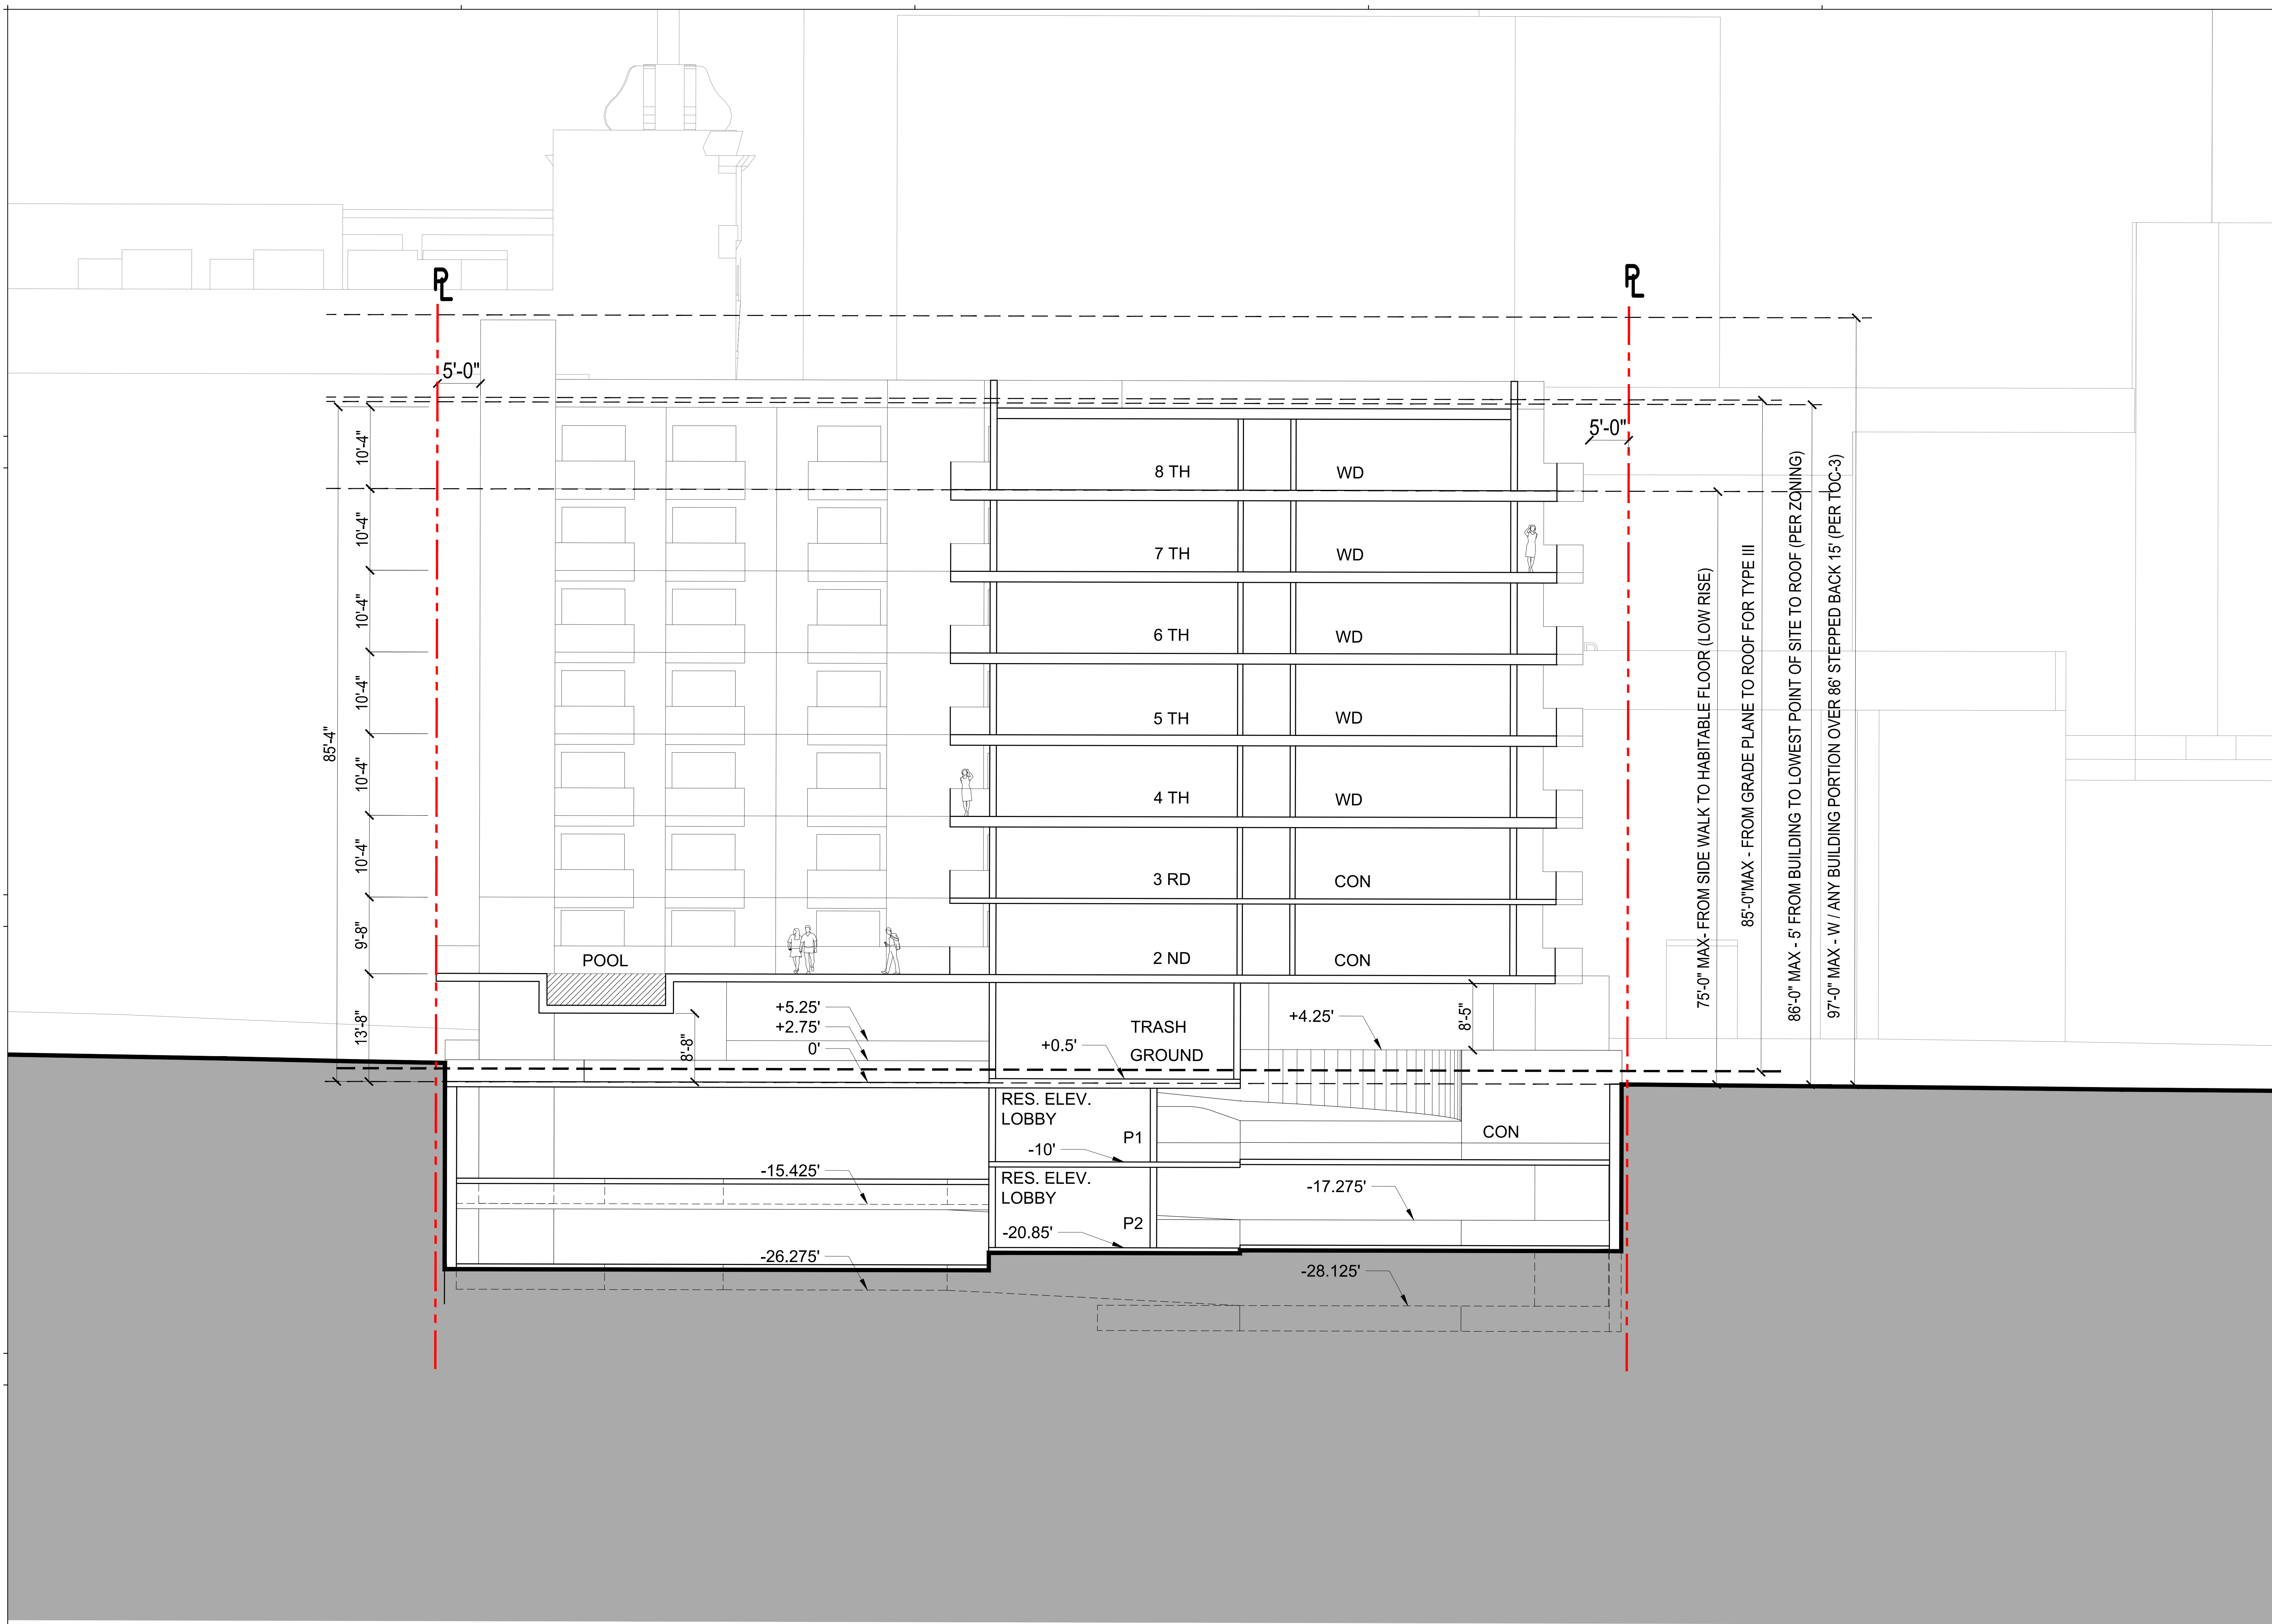 PL
PL
5'-0"
5'-0"
10'-4"
10'-4"
10'-4"
10'-4"
10'-4"
10'-4"
9'-8"
13'-8"
85'-4"
8 TH WD
7 TH WD
6 TH WD
5 TH WD
4 TH WD
3 RD CON
2 ND CON
POOL
+5.25'
+2.75'
0'
8'-8"
+0.5'
TRASH
GROUND
+4.25'
8'-5"
75'-0" MAX- FROM SIDE WALK TO HABITABLE FLOOR (LOW RISE)
85'-0"MAX - FROM GRADE PLANE TO ROOF FOR TYPE III
86'-0" MAX - 5' FROM BUILDING TO LOWEST POINT OF SITE TO ROOF (PER ZONING)
97'-0" MAX - W / ANY BUILDING PORTION OVER 86' STEPPED BACK 15' (PER TOC-3)
RES. ELEV.
LOBBY
P1
-10'
CON
-15.425'
RES. ELEV.
LOBBY
P2
-20.85'
-17.275'
-26.275'
-28.125'